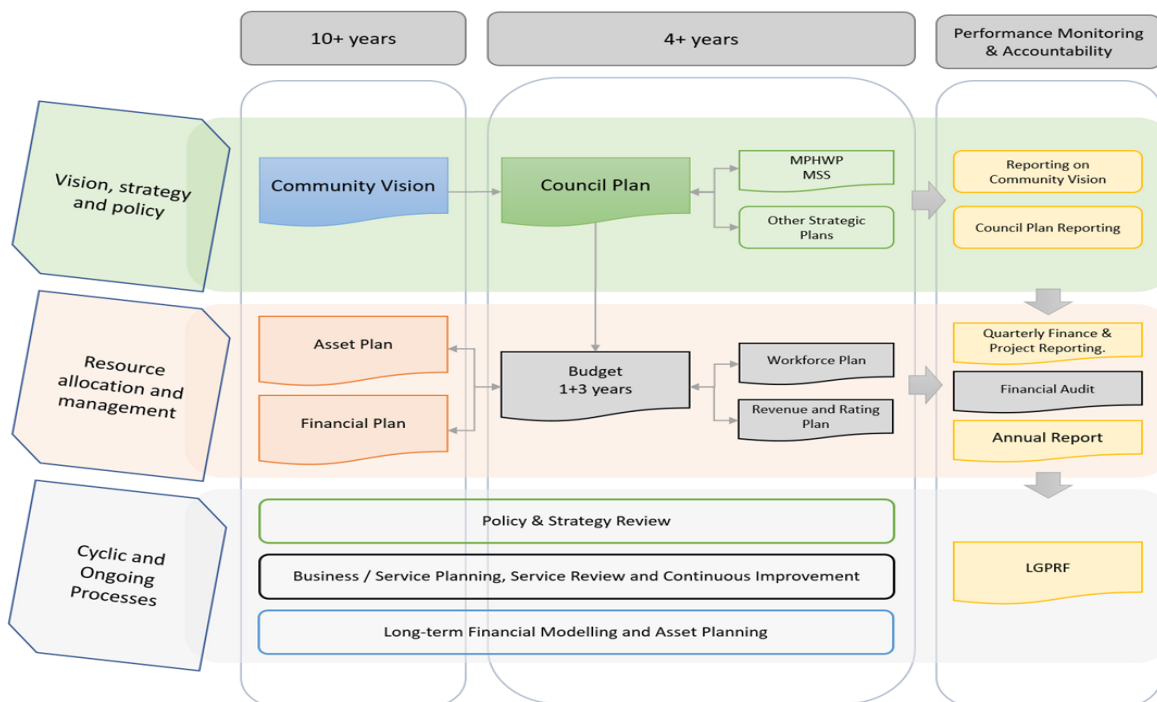 10+ years
4+ years
Performance Monitoring
& Accountability
Vision, strategy
and policy
Community Vision
Council Plan
MPHWP
MSS
Other Strategic
Plans
Reporting on
Community Vision
Council Plan Reporting
Resource
allocation and
management
Asset Plan
Financial Plan
Budget
1+3 years
Workforce Plan
Revenue and Rating
Plan
Quarterly Finance &
Project Reporting.
Financial Audit
Annual Report
Cyclic and
Ongoing
Processes
Policy & Strategy Review
Business / Service Planning, Service Review and Continuous Improvement
Long-term Financial Modelling and Asset Planning
LGPRF